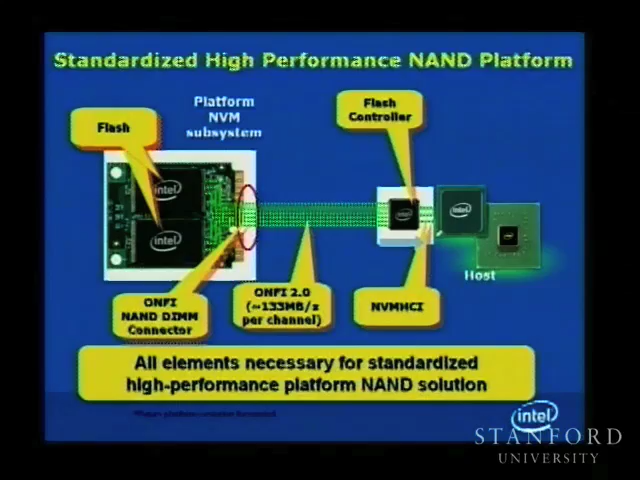 Standardized High Performance NAND Platform
Platform
NVM
subsystem
Flash
Controller
Flash
intel
intel
intel
intel
intel
Host
ONFI
NAND DIMM
Connector
ONFI 2.0
(~133MB/s
per channel)
NVMHCI
All elements necessary for standardized
high-performance platform NAND solution
intel
STANFORD
UNIVERSITY